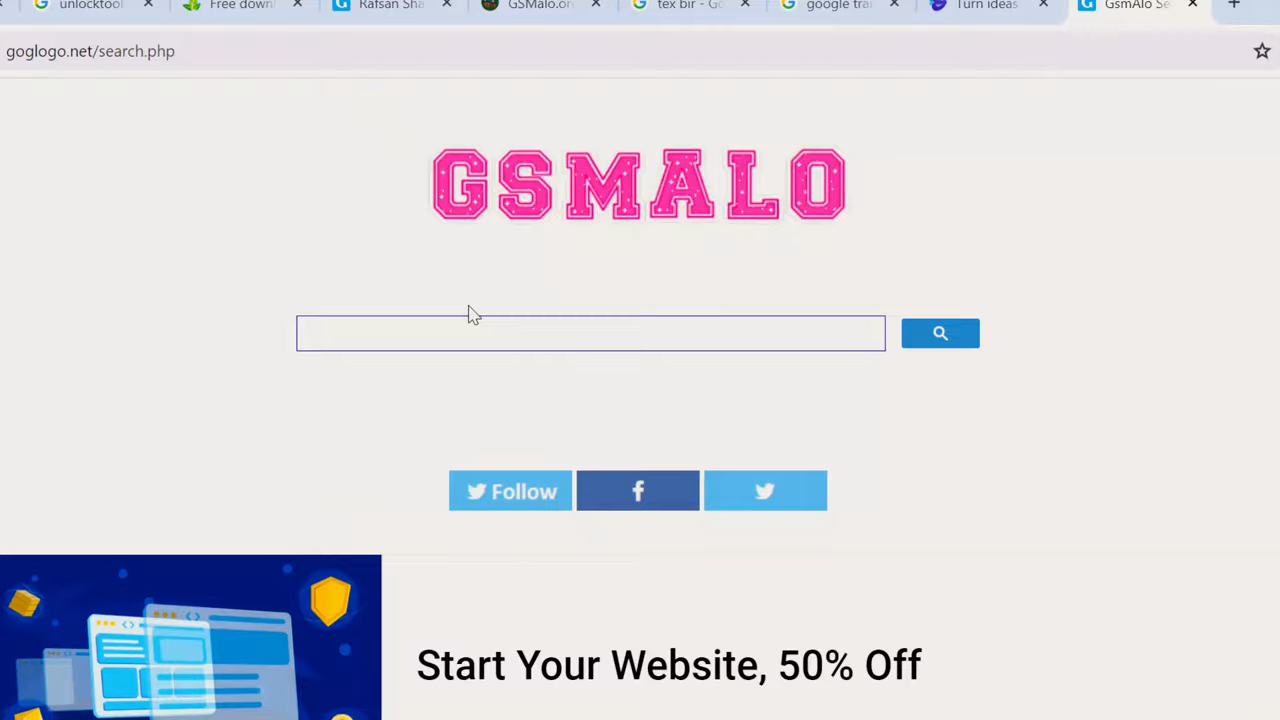 unlocktool
Free down
Rafsan Sha
GSMalo.or
tex bir - Go
google tra
Turn ideas
GsmAlo Se
goglogo.net/search.php
GSMALO
Follow
Start Your Website, 50% Off